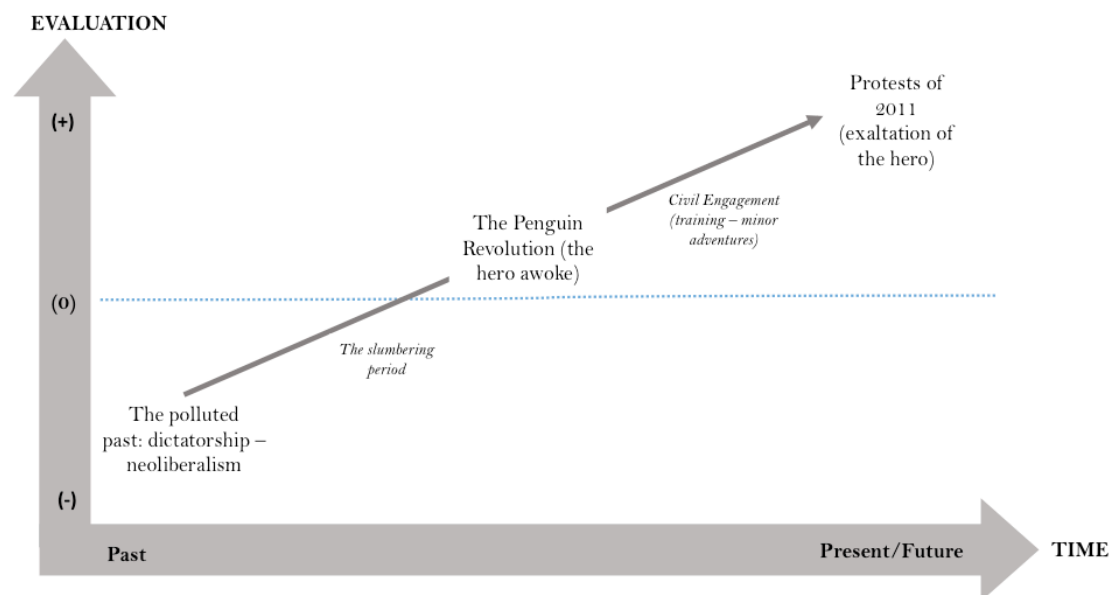 EVALUATION
(+)
Protests of
2011
(exaltation of
the hero)
Civil Engagement
(training – minor
adventures)
The Penguin
Revolution (the
hero awoke)
(0)
The slumbering
period
The polluted
past: dictatorship –
neoliberalism
(-)
Past
Present/Future
TIME